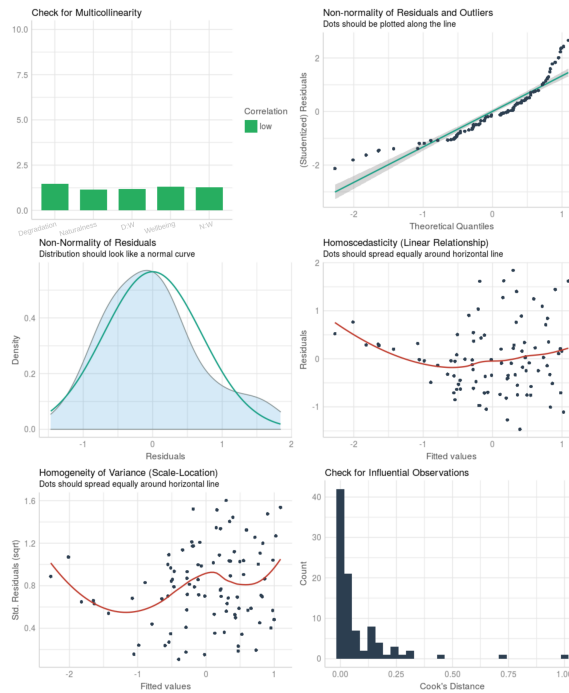 Check for Multicollinearity
10.0
7.5
5.0
2.5
0.0
Degradation
Naturalness
D:W
Wellbeing
N:W
Correlation
low
Non-normality of Residuals and Outliers
Dots should be plotted along the line
(Studentized) Residuals
2
0
-2
-2
-1
0
1
Theoretical Quantiles
Non-Normality of Residuals
Distribution should look like a normal curve
Density
0.4
0.2
0.0
-1
0
1
2
Residuals
Homoscedasticity (Linear Relationship)
Dots should spread equally around horizontal line
Residuals
2
1
0
-1
-2
-1
0
1
Fitted values
Homogeneity of Variance (Scale-Location)
Dots should spread equally around horizontal line
Std. Residuals (sqrt)
1.6
1.2
0.8
0.4
-2
-1
0
1
Fitted values
Check for Influential Observations
Count
40
30
20
10
0
0.00
0.25
0.50
0.75
1.00
Cook's Distance